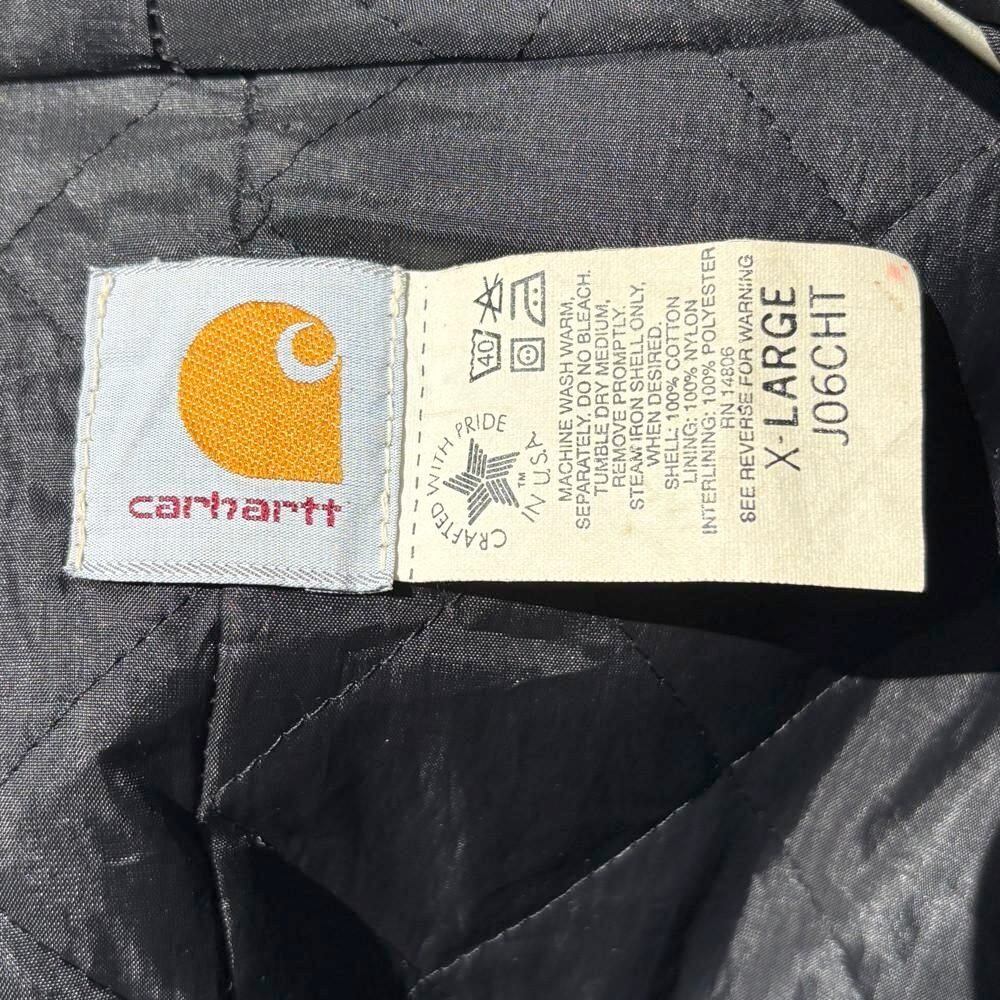 carhartt
40
CRAFTED WITH PRIDE
IN U.S.A.
™
MACHINE WASH WARM,
SEPARATELY. DO NO BLEACH.
TUMBLE DRY MEDIUM,
REMOVE PROMPTLY.
STEAM IRON SHELL ONLY,
WHEN DESIRED.
SHELL: 100% COTTON
LINING: 100% NYLON
INTERLINING: 100% POLYESTER
RN 14806
SEE REVERSE FOR WARNING
X-LARGE
J06CHT